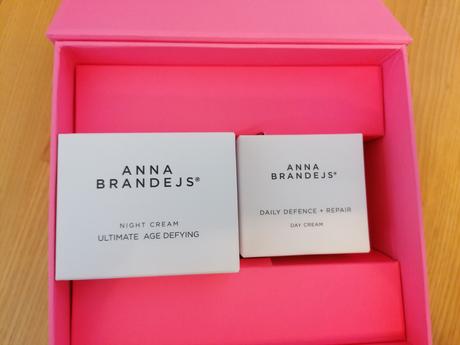 ANNA
BRANDEJS®
NIGHT CREAM
ULTIMATE AGE DEFYING
ANNA
BRANDEJS®
DAILY DEFENCE + REPAIR
DAY CREAM